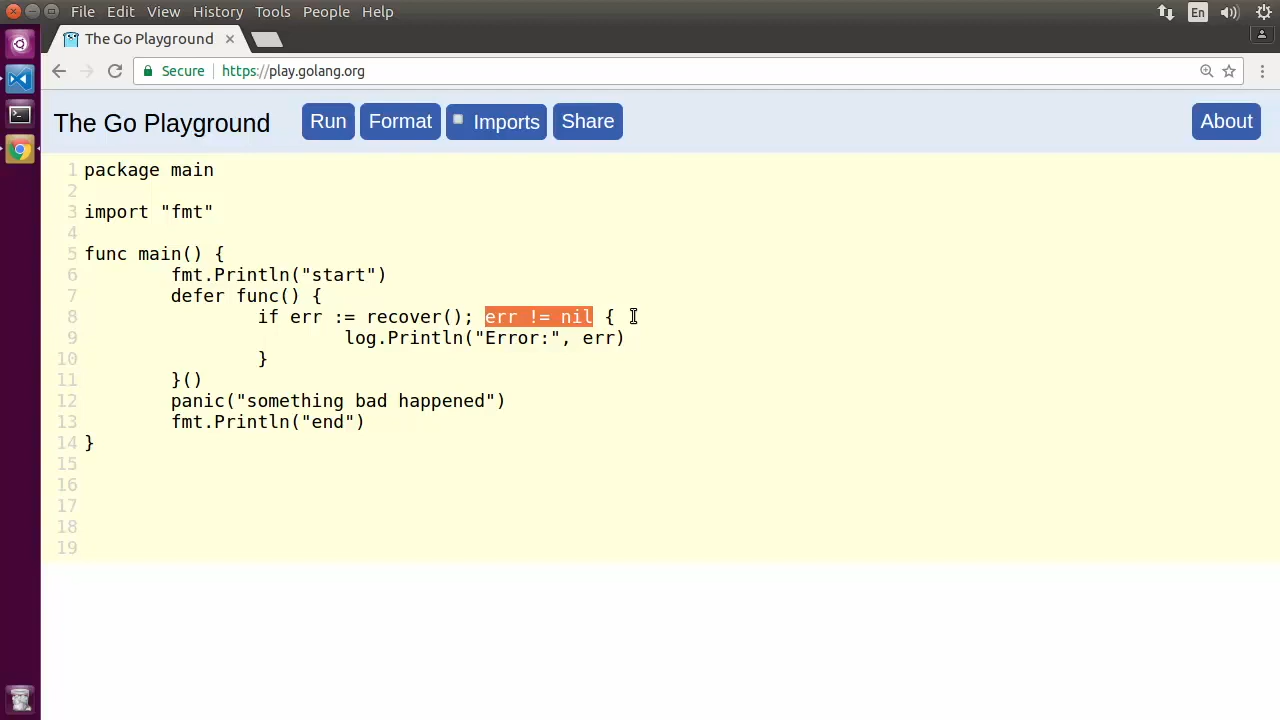 File Edit View History Tools People Help
En
The Go Playground
Secure https://play.golang.org
The Go Playground Run Format Imports Share About
1 package main
2
3 import "fmt"
4
5 func main() {
6 fmt.Println("start")
7 defer func() {
8 if err := recover(); err != nil {
9 log.Println("Error:", err)
10 }
11 }()
12 panic("something bad happened")
13 fmt.Println("end")
14 }
15
16
17
18
19